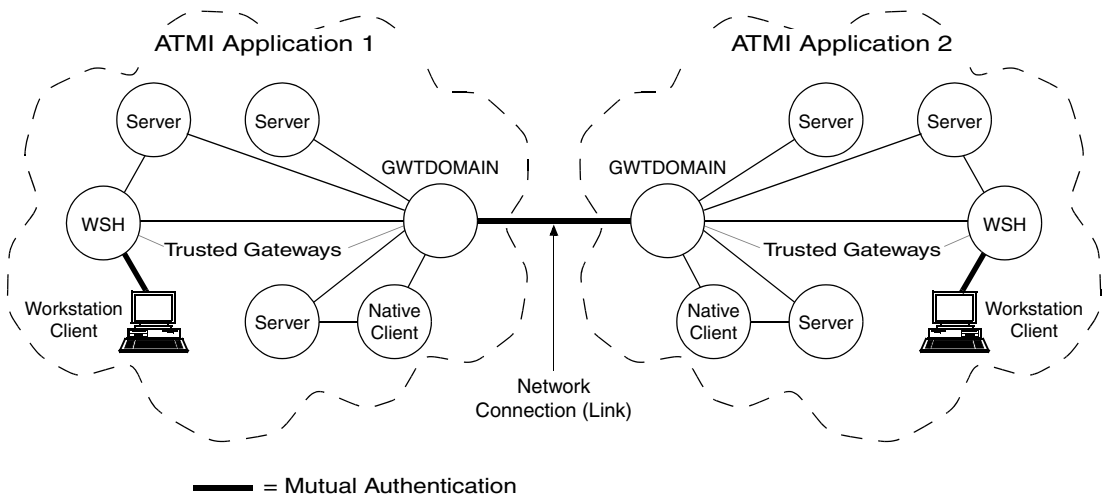 ATMI Application 1
ATMI Application 2
Server
Server
Server
Server
GWTDOMAIN
GWTDOMAIN
WSH
WSH
Trusted Gateways
Trusted Gateways
Workstation
Client
Server
Native
Client
Native
Client
Server
Workstation
Client
Network
Connection (Link)
= Mutual Authentication